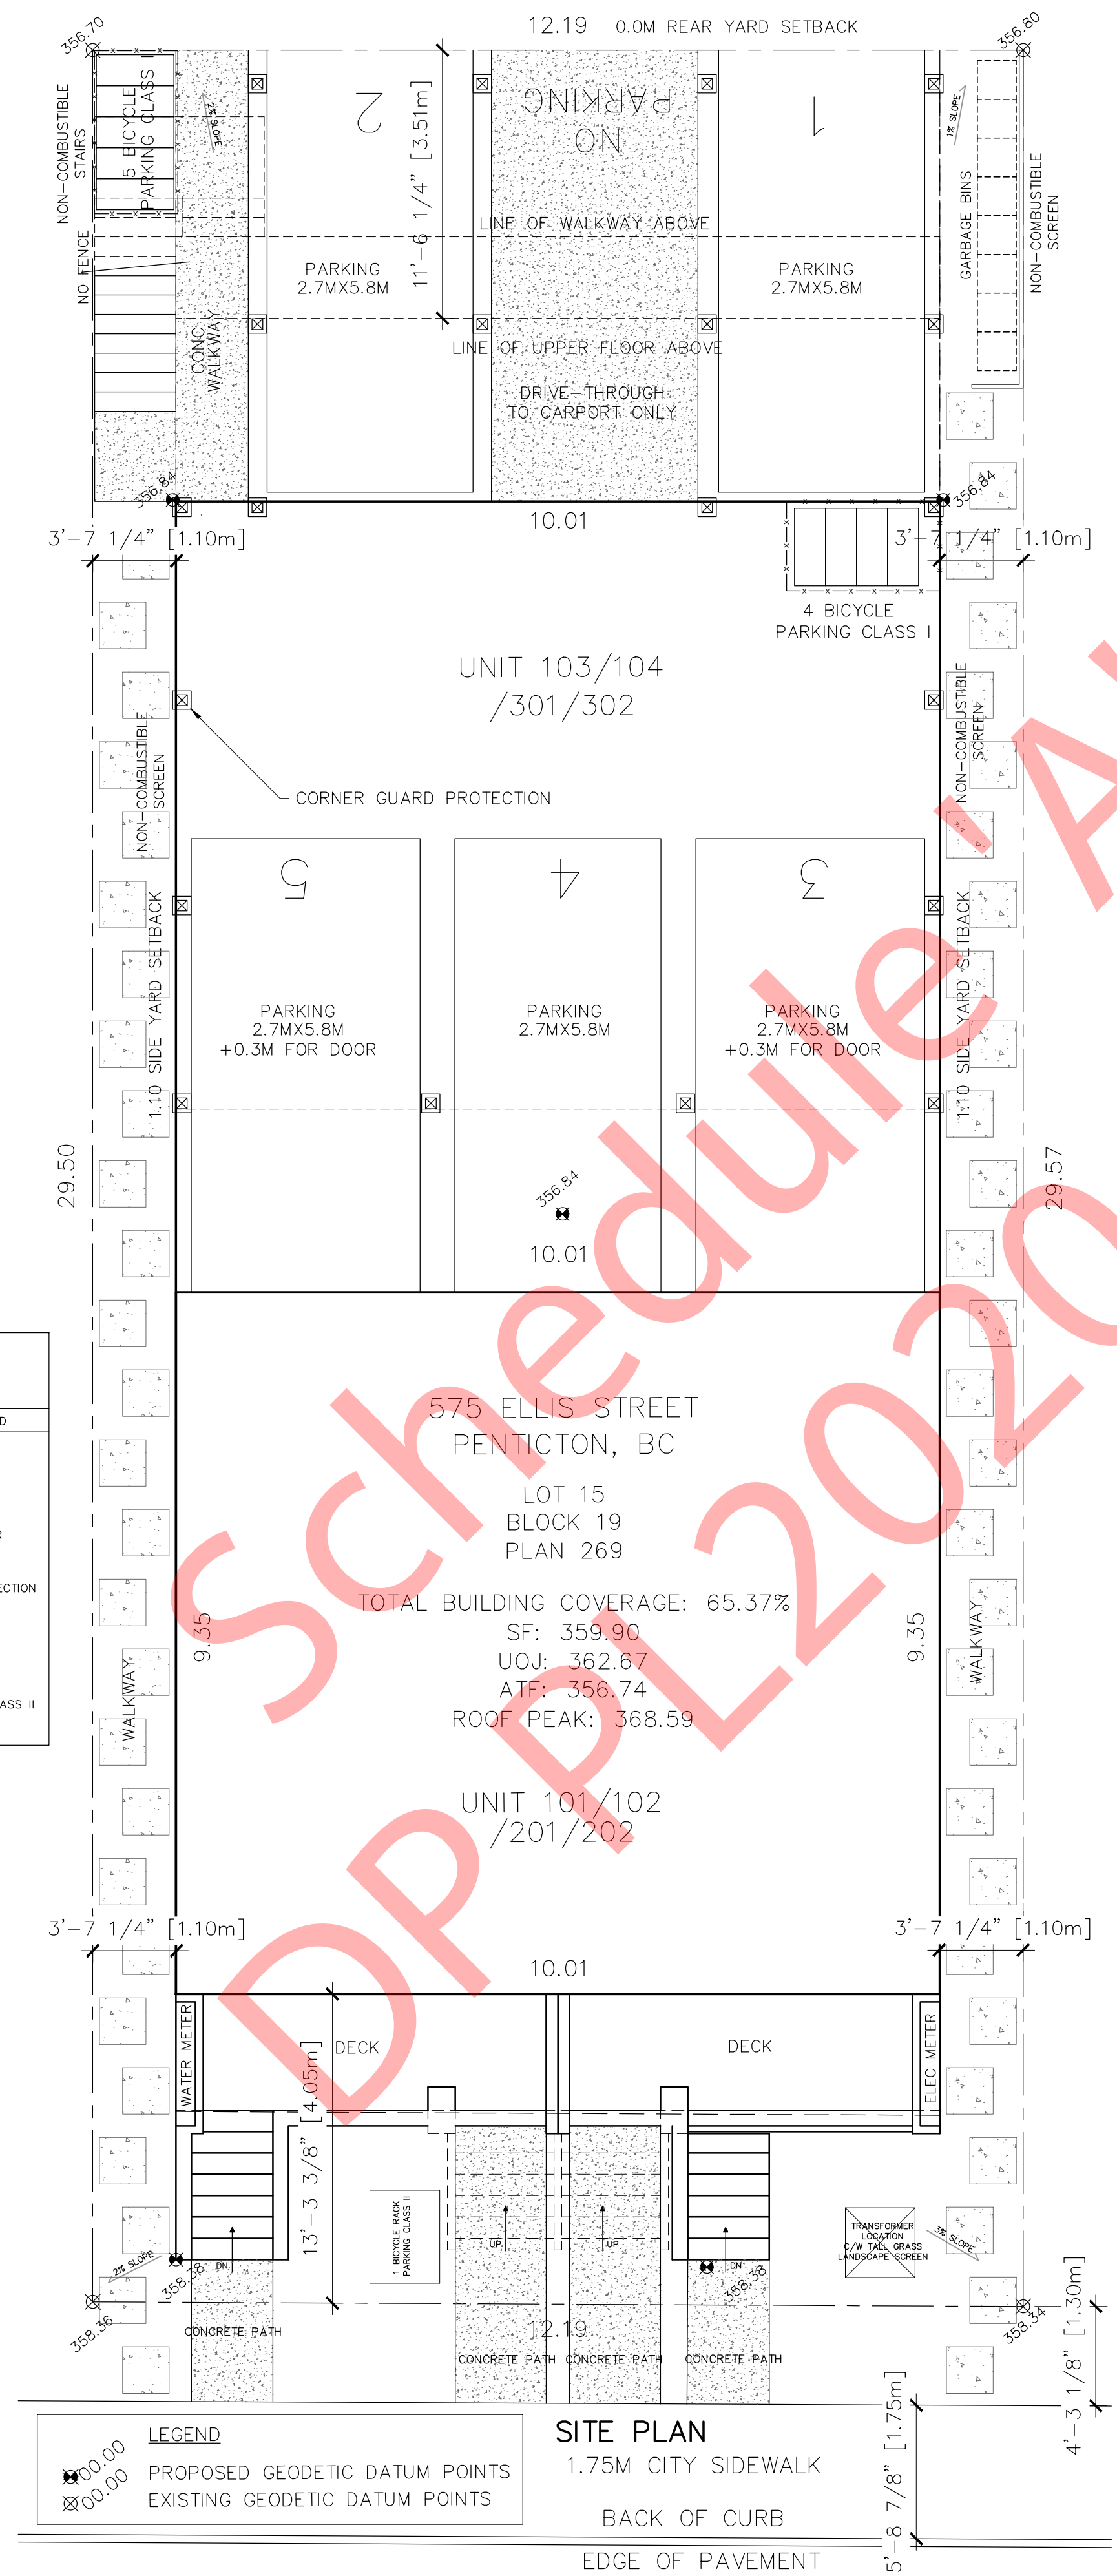 12.19 0.0M REAR YARD SETBACK
356.70
356.80
NON-COMBUSTIBLE
STAIRS
5 BICYCLE
PARKING CLASS I
2% SLOPE
2
NO
PARKING
1
1% SLOPE
GARBAGE BINS
NON-COMBUSTIBLE
SCREEN
11'-6 1/4" [3.51m]
LINE OF WALKWAY ABOVE
NO FENCE
PARKING
2.7MX5.8M
PARKING
2.7MX5.8M
CONC.
WALKWAY
LINE OF UPPER FLOOR ABOVE
DRIVE-THROUGH
TO CARPORT ONLY
356.84
356.84
10.01
3'-7 1/4" [1.10m]
3'-7 1/4" [1.10m]
4 BICYCLE
PARKING CLASS I
UNIT 103/104
/301/302
NON-COMBUSTIBLE
SCREEN
NON-COMBUSTIBLE
SCREEN
CORNER GUARD PROTECTION
5
4
3
1.10 SIDE YARD SETBACK
1.10 SIDE YARD SETBACK
PARKING
2.7MX5.8M
+0.3M FOR DOOR
PARKING
2.7MX5.8M
PARKING
2.7MX5.8M
+0.3M FOR DOOR
29.50
29.57
356.84
10.01
D
R
ECTION
ASS II
575 ELLIS STREET
PENTICTON, BC
LOT 15
BLOCK 19
PLAN 269
TOTAL BUILDING COVERAGE: 65.37%
SF: 359.90
UOJ: 362.67
ATF: 356.74
ROOF PEAK: 368.59
9.35
9.35
WALKWAY
WALKWAY
UNIT 101/102
/201/202
3'-7 1/4" [1.10m]
3'-7 1/4" [1.10m]
10.01
WATER METER
DECK
DECK
ELEC METER
13'-3 3/8" [4.05m]
1 BICYCLE RACK
PARKING CLASS II
UP
UP
DN
DN
TRANSFORMER
LOCATION
C/W TALL GRASS
LANDSCAPE SCREEN
2% SLOPE
3% SLOPE
358.38
358.38
358.36
358.34
12.19
CONCRETE PATH
CONCRETE PATH
CONCRETE PATH
CONCRETE PATH
4'-3 1/8" [1.30m]
5'-8 7/8" [1.75m]
LEGEND
00.00 PROPOSED GEODETIC DATUM POINTS
00.00 EXISTING GEODETIC DATUM POINTS
SITE PLAN
1.75M CITY SIDEWALK
BACK OF CURB
EDGE OF PAVEMENT
Schedule 'A'
DP PL202